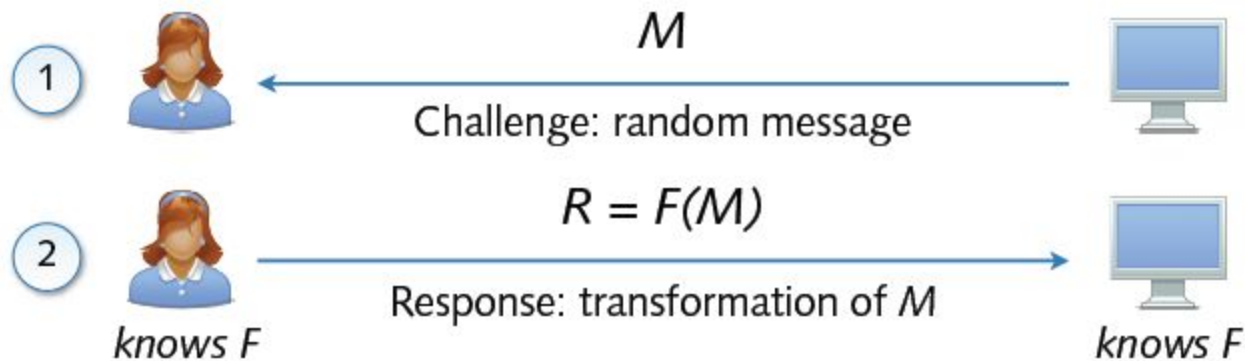 1
M
Challenge: random message
R = F(M)
2
Response: transformation of M
knows F
knows F